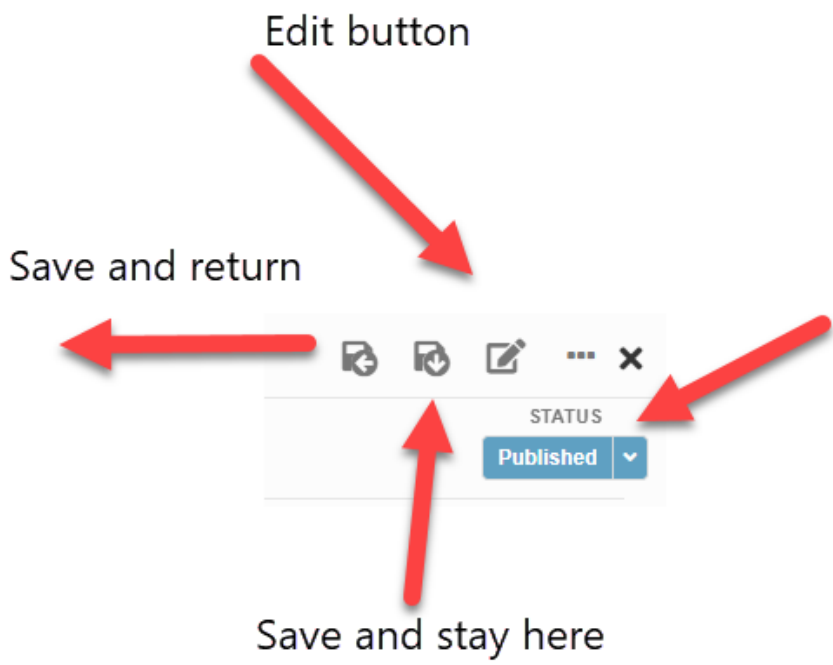 Edit button
Save and return
STATUS
Published
Save and stay here